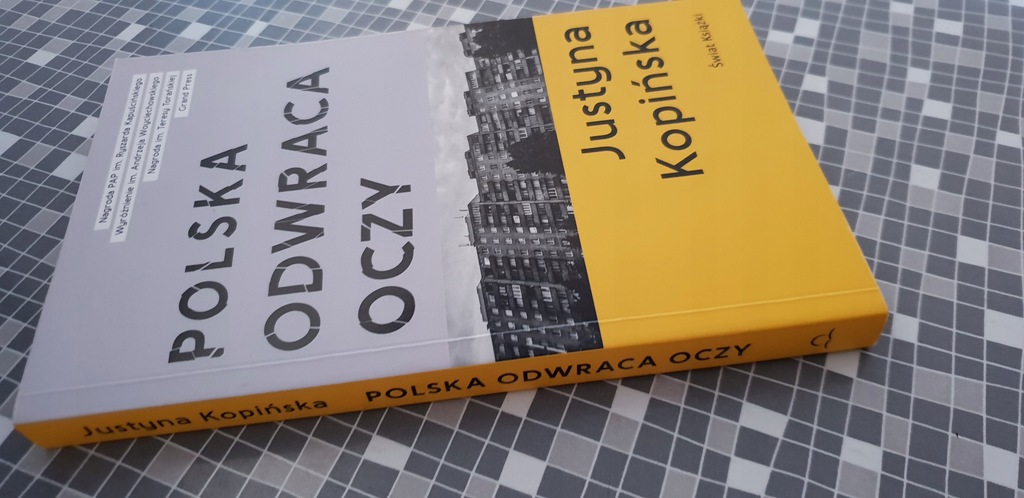 Nagroda PAP im. Ryszarda Kapuścińskiego
Wyróżnienie im. Andrzeja Woyciechowskiego
Nagroda im. Teresy Torańskiej
Grand Press
POLSKA
ODWRACA
OCZY
Justyna
Kopińska
Świat Książki
Justyna Kopińska POLSKA ODWRACA OCZY